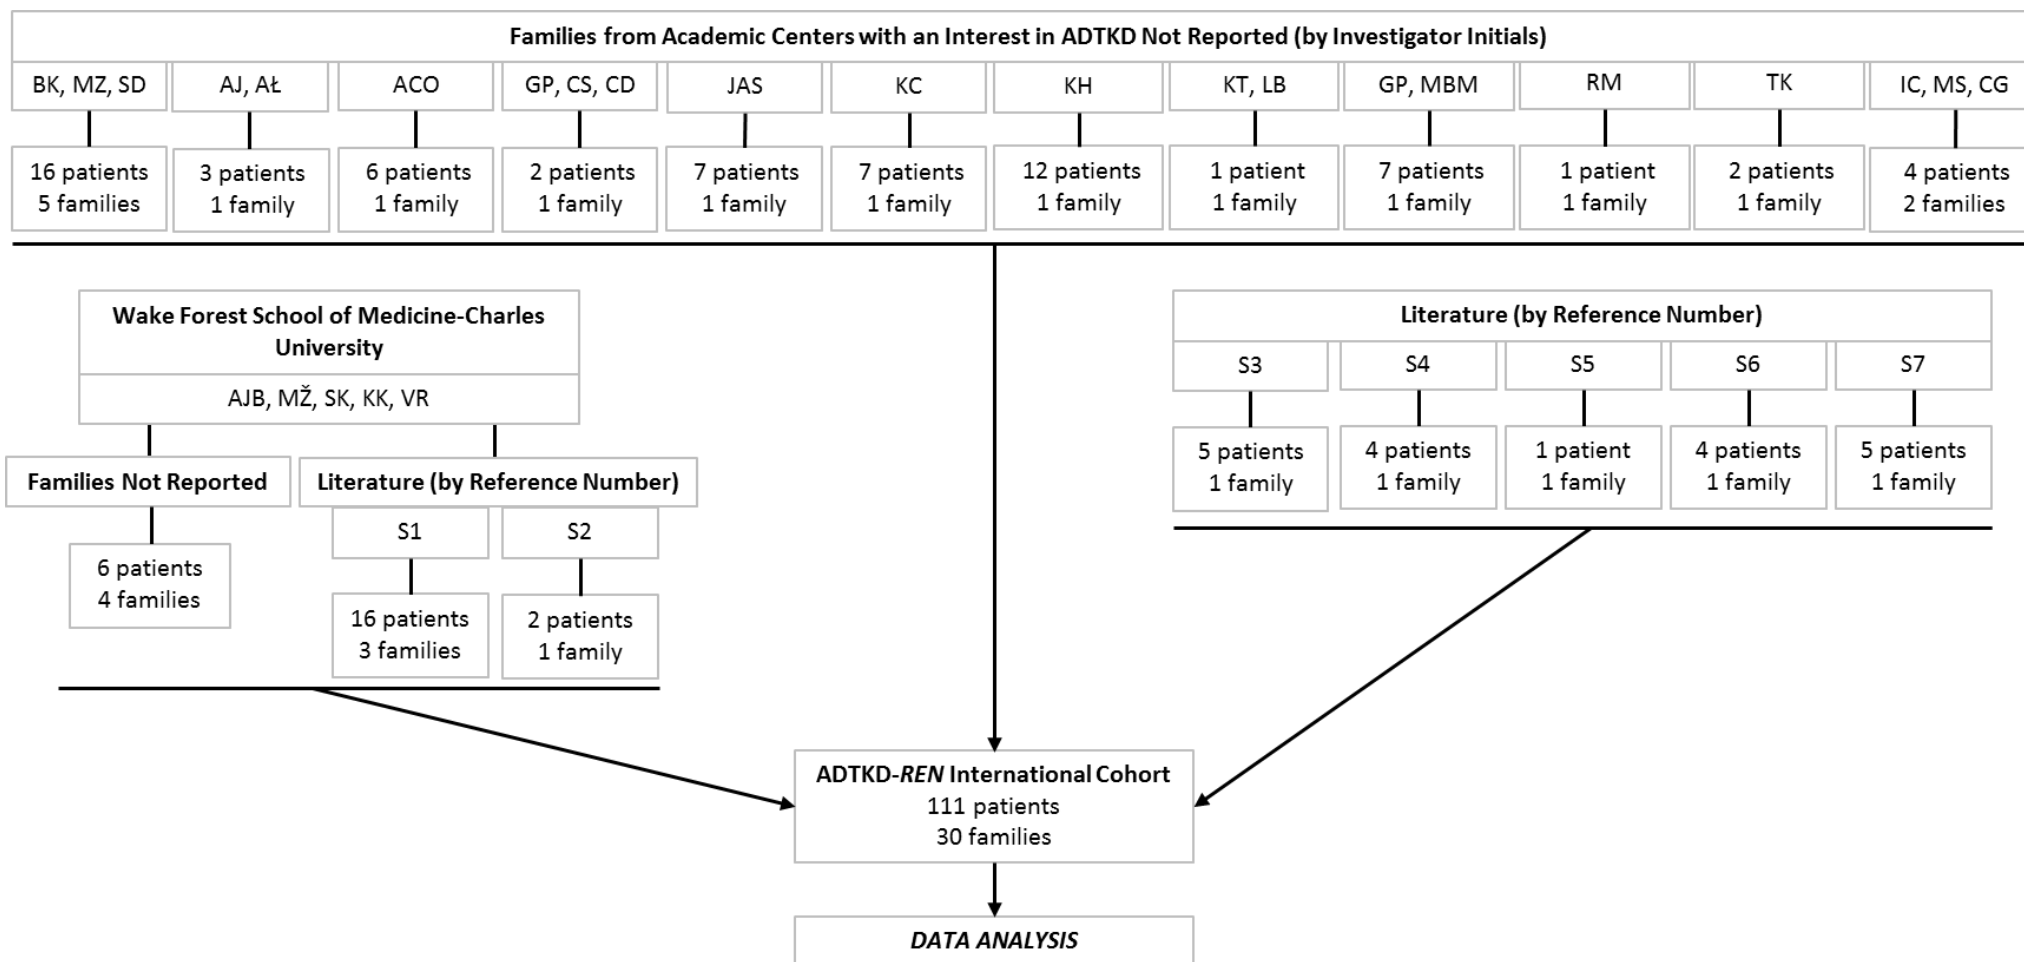 Families from Academic Centers with an Interest in ADTKD Not Reported (by Investigator Initials)
BK, MZ, SD
AJ, AŁ
ACO
GP, CS, CD
JAS
KC
KH
KT, LB
GP, MBM
RM
TK
IC, MS, CG
16 patients
5 families
3 patients
1 family
6 patients
1 family
2 patients
1 family
7 patients
1 family
7 patients
1 family
12 patients
1 family
1 patient
1 family
7 patients
1 family
1 patient
1 family
2 patients
1 family
4 patients
2 families
Wake Forest School of Medicine-Charles
University
AJB, MŽ, SK, KK, VR
Families Not Reported
6 patients
4 families
Literature (by Reference Number)
S1
S2
16 patients
3 families
2 patients
1 family
Literature (by Reference Number)
S3
S4
S5
S6
S7
5 patients
1 family
4 patients
1 family
1 patient
1 family
4 patients
1 family
5 patients
1 family
ADTKD-REN International Cohort
111 patients
30 families
DATA ANALYSIS